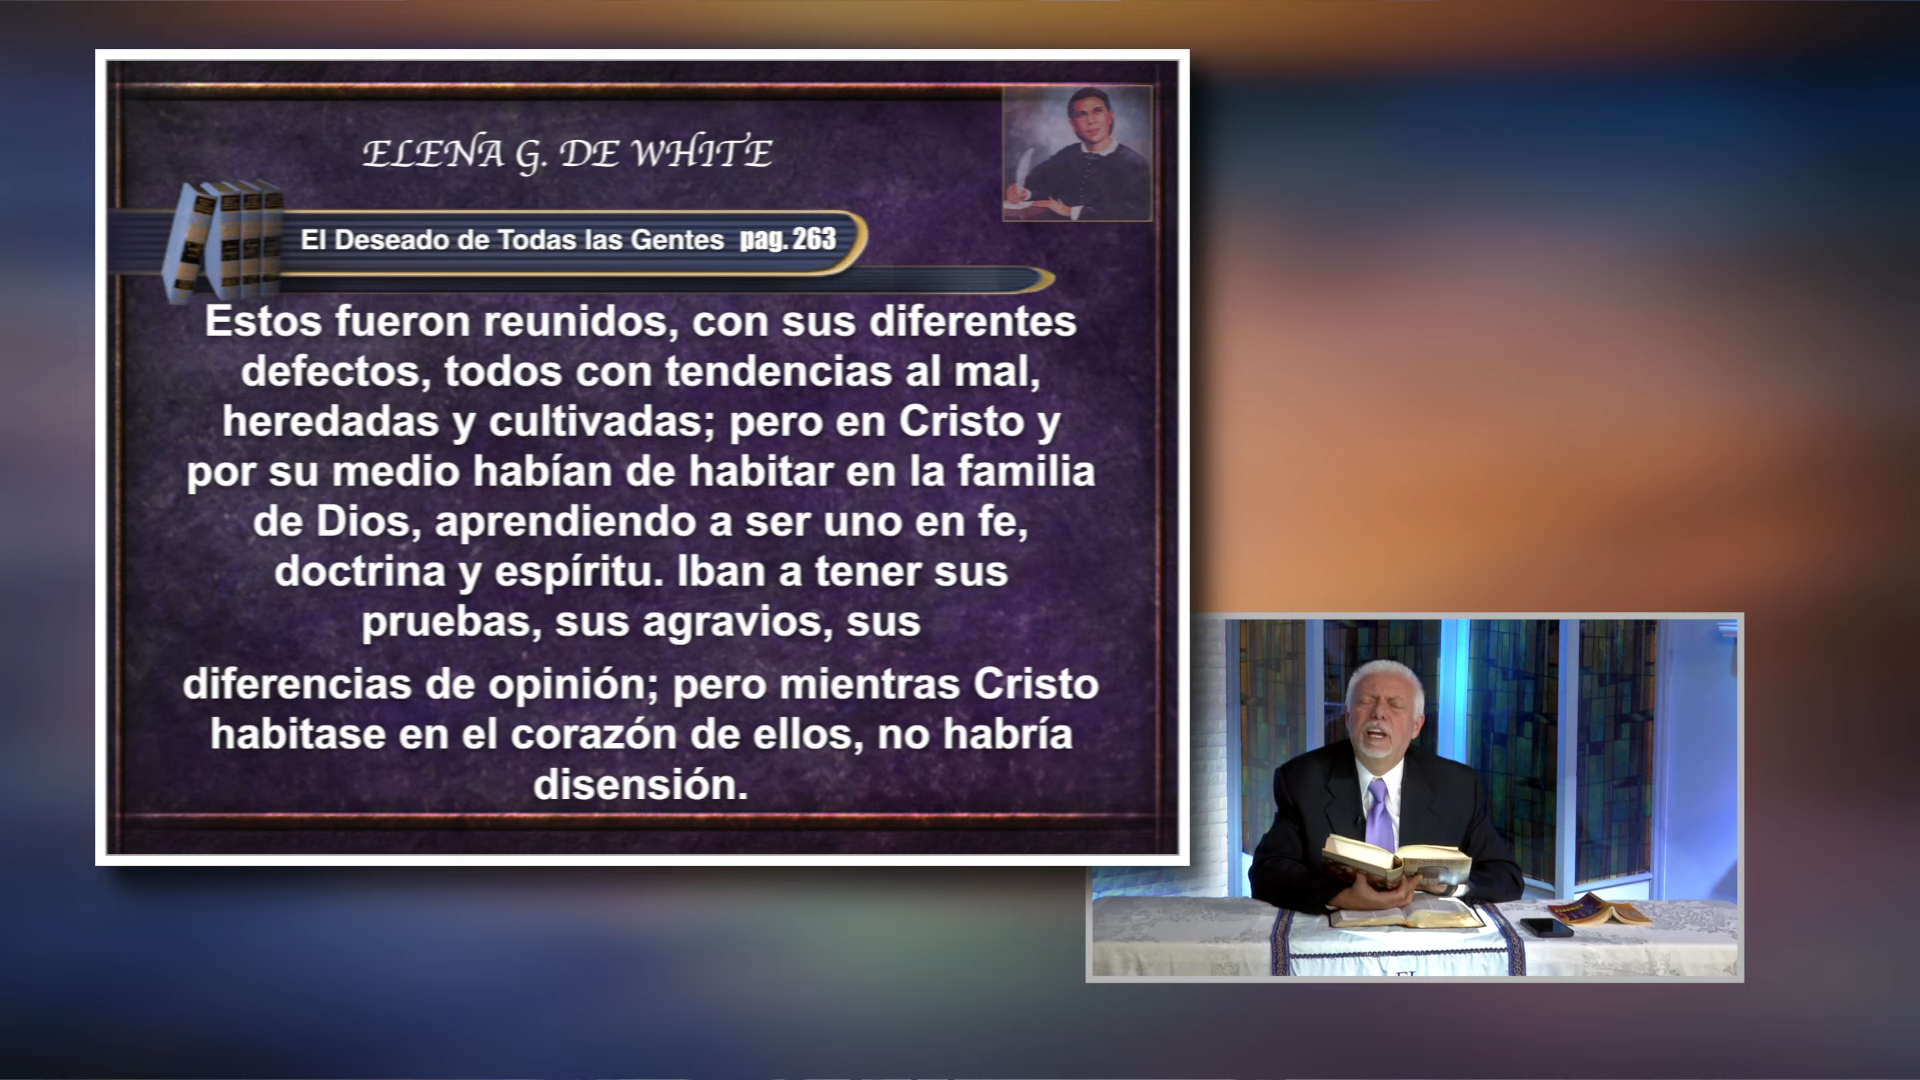 ELENA G. DE WHITE
El Deseado de Todas las Gentes pag. 263
Estos fueron reunidos, con sus diferentes
defectos, todos con tendencias al mal,
heredadas y cultivadas; pero en Cristo y
por su medio habían de habitar en la familia
de Dios, aprendiendo a ser uno en fe,
doctrina y espíritu. Iban a tener sus
pruebas, sus agravios, sus
diferencias de opinión; pero mientras Cristo
habitase en el corazón de ellos, no habría
disensión.